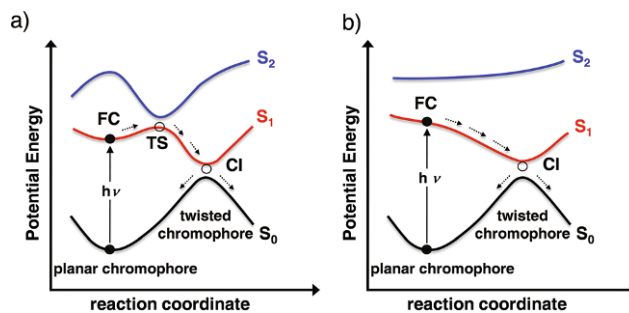 a)
S₂
FC
TS
S₁
CI
hν
twisted
chromophore
S₀
planar chromophore
Potential Energy
reaction coordinate
b)
S₂
FC
S₁
CI
h ν
twisted
chromophore
S₀
planar chromophore
Potential Energy
reaction coordinate